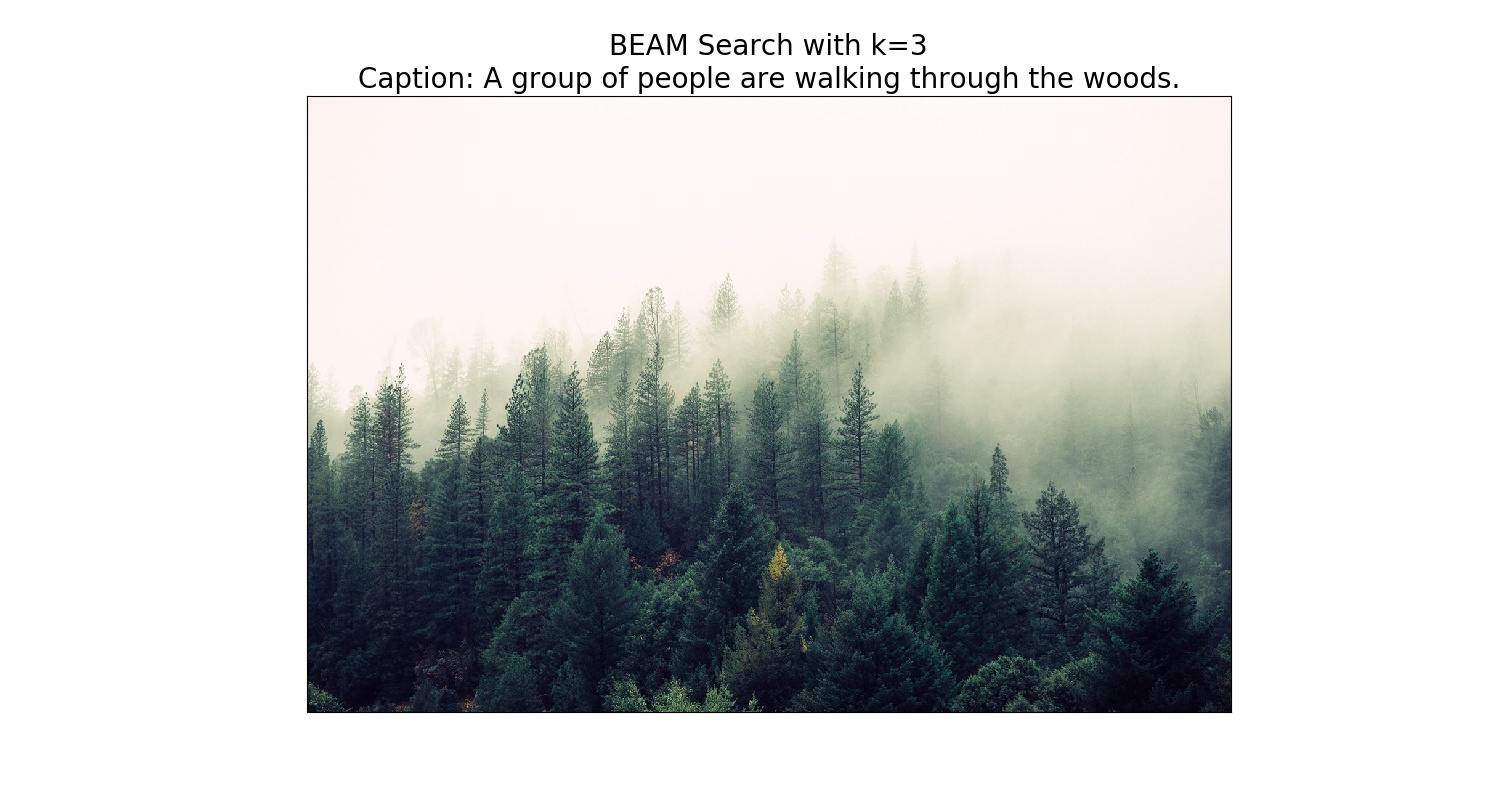 BEAM Search with k=3
Caption: A group of people are walking through the woods.